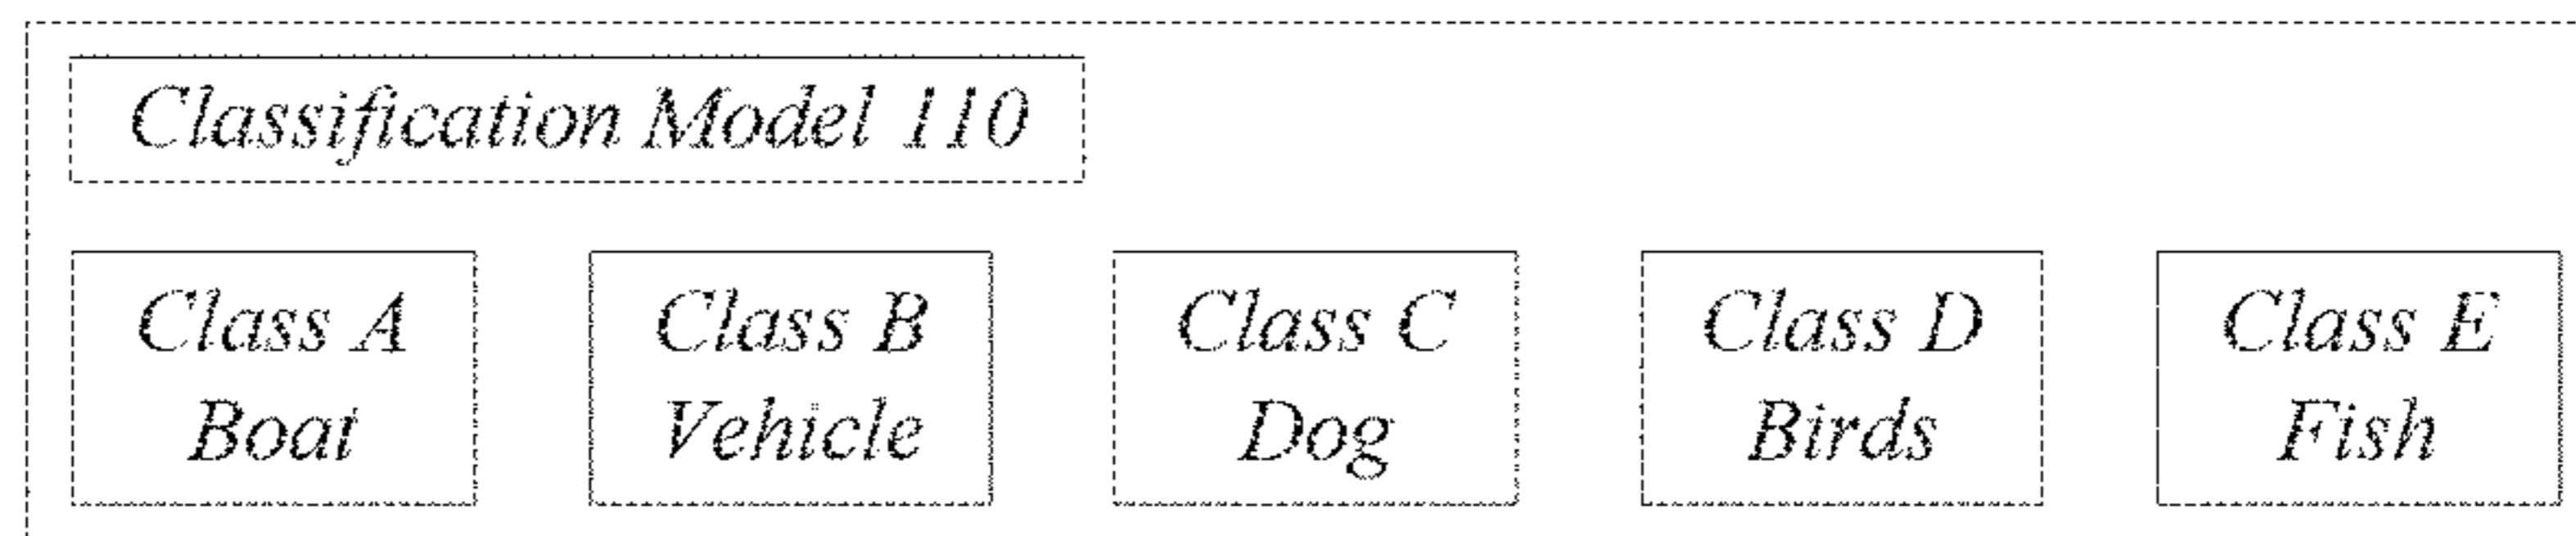 Classification Model 110
Class A
Boat
Class B
Vehicle
Class C
Dog
Class D
Birds
Class E
Fish